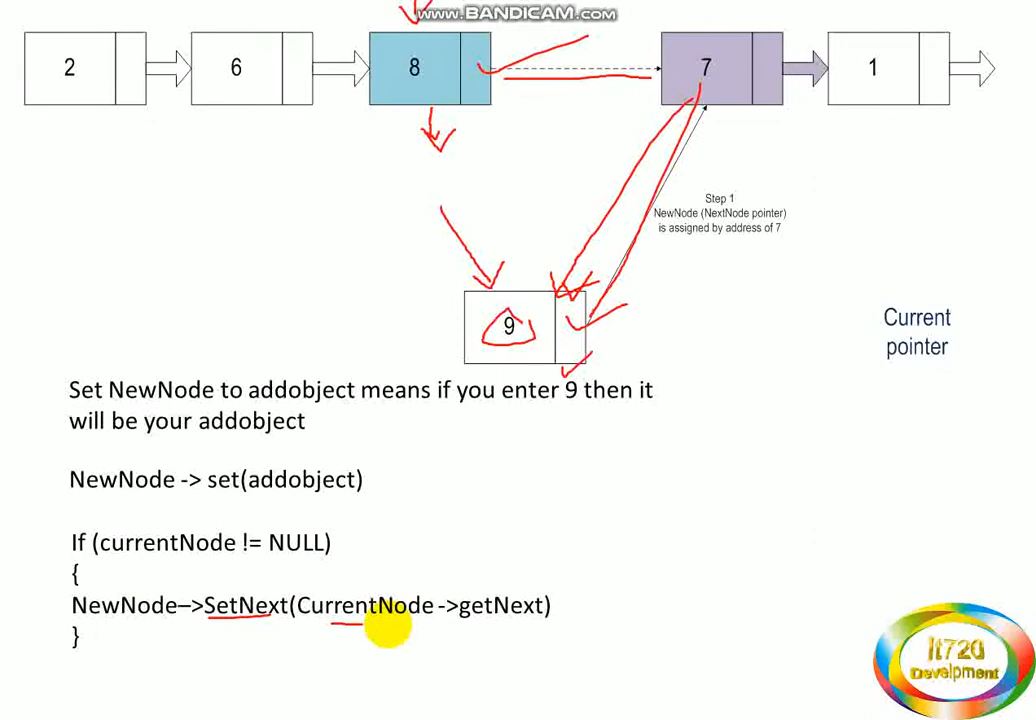 www.BANDICAM.com
2 6 8 7 1
Step 1
NewNode (NextNode pointer)
is assigned by address of 7
9
Current
pointer
Set NewNode to addobject means if you enter 9 then it
will be your addobject
NewNode -> set(addobject)
If (currentNode != NULL)
{
NewNode–>SetNext(CurrentNode ->getNext)
}
It720
Develpment